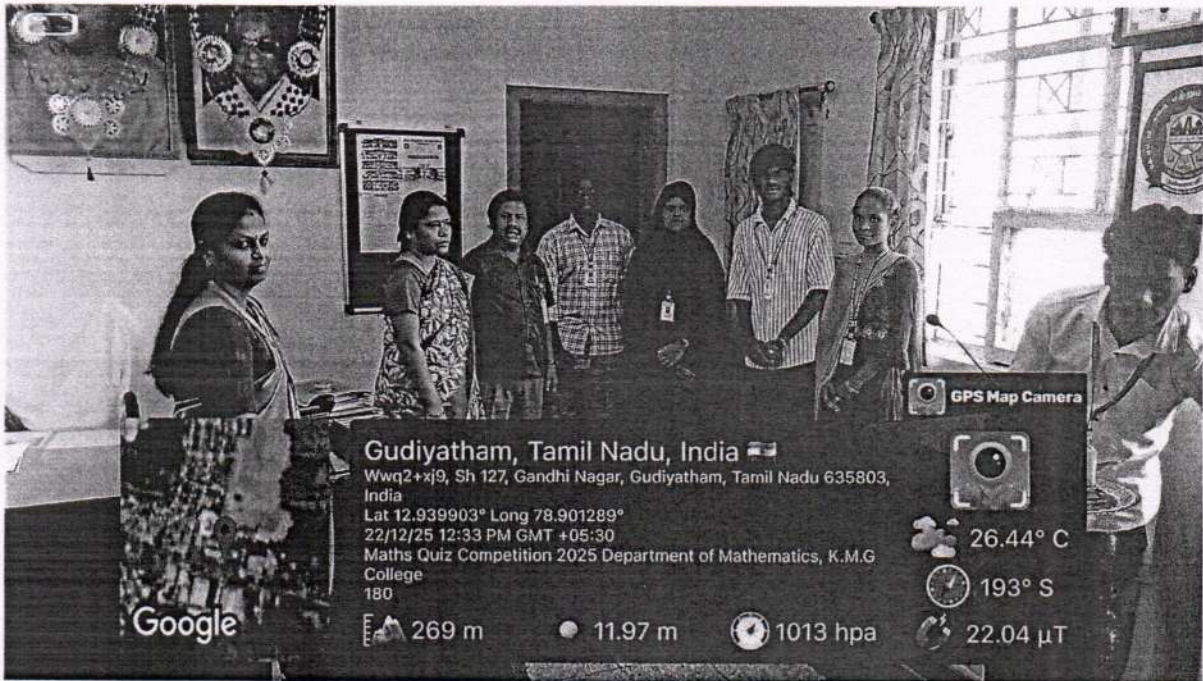 GPS Map Camera
Gudiyatham, Tamil Nadu, India
Wwq2+xj9, Sh 127, Gandhi Nagar, Gudiyatham, Tamil Nadu 635803,
India
Lat 12.939903° Long 78.901289°
22/12/25 12:33 PM GMT +05:30
Maths Quiz Competition 2025 Department of Mathematics, K.M.G
College
180
26.44° C
193° S
Google
269 m
11.97 m
1013 hpa
22.04 µT